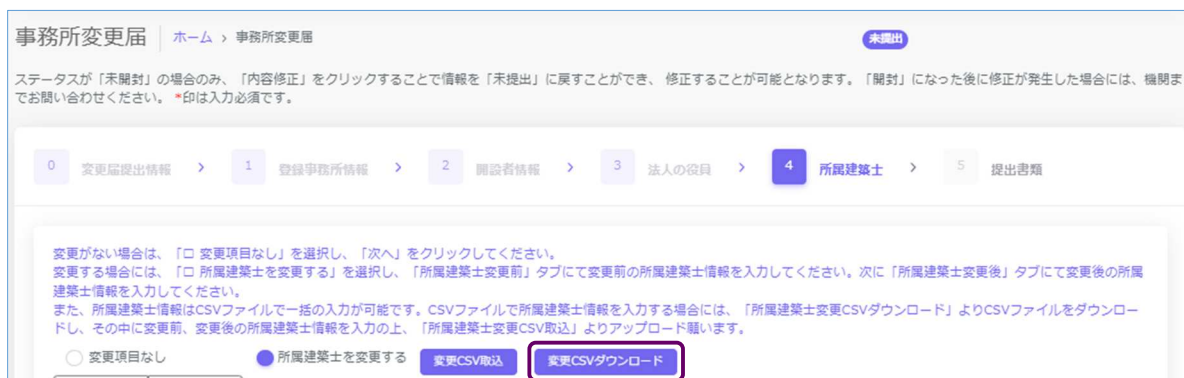 事務所変更届 ホーム › 事務所変更届 未提出
ステータスが「未開封」の場合のみ、「内容修正」をクリックすることで情報を「未提出」に戻すことができ、 修正することが可能となります。「開封」になった後に修正が発生した場合には、機関ま
でお問い合わせください。 *印は入力必須です。
0 変更届提出情報 › 1 登録事務所情報 › 2 開設者情報 › 3 法人の役員 › 4 所属建築士 › 5 提出書類
変更がない場合は、「□ 変更項目なし」を選択し、「次へ」をクリックしてください。
変更する場合には、「□ 所属建築士を変更する」を選択し、「所属建築士変更前」タブにて変更前の所属建築士情報を入力してください。次に「所属建築士変更後」タブにて変更後の所属
建築士情報を入力してください。
また、所属建築士情報はCSVファイルで一括の入力が可能です。CSVファイルで所属建築士情報を入力する場合には、「所属建築士変更CSVダウンロード」よりCSVファイルをダウンロー
ドし、その中に変更前、変更後の所属建築士情報を入力の上、「所属建築士変更CSV取込」よりアップロード願います。
変更項目なし 所属建築士を変更する 変更CSV取込 変更CSVダウンロード